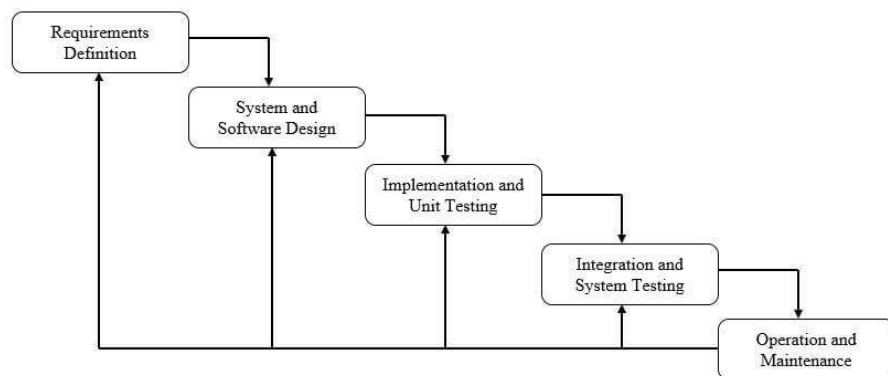 Requirements
Definition
System and
Software Design
Implementation and
Unit Testing
Integration and
System Testing
Operation and
Maintenance